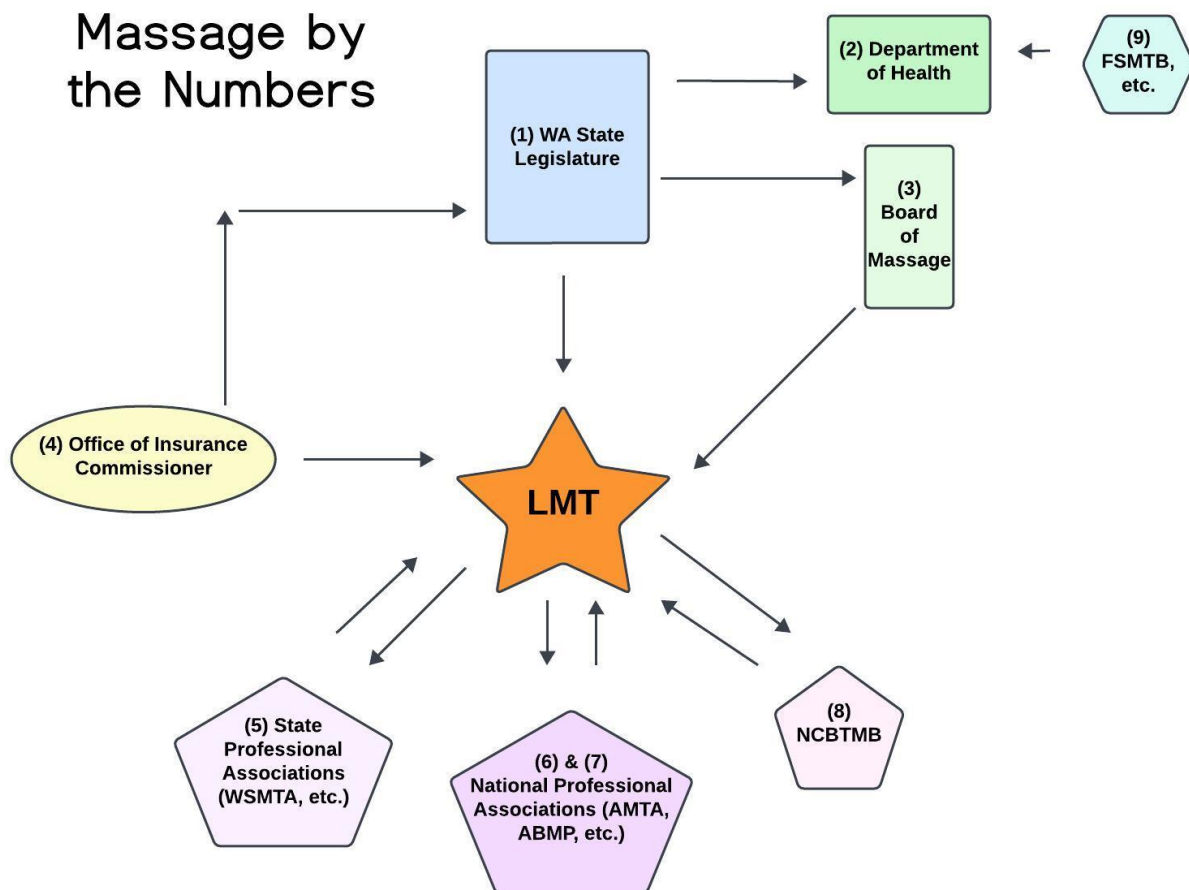 Massage by
the Numbers
(1) WA State
Legislature
(2) Department
of Health
(9)
FSMTB,
etc.
(3)
Board
of
Massage
(4) Office of Insurance
Commissioner
LMT
(5) State
Professional
Associations
(WSMTA, etc.)
(6) & (7)
National Professional
Associations (AMTA,
ABMP, etc.)
(8)
NCBTMB